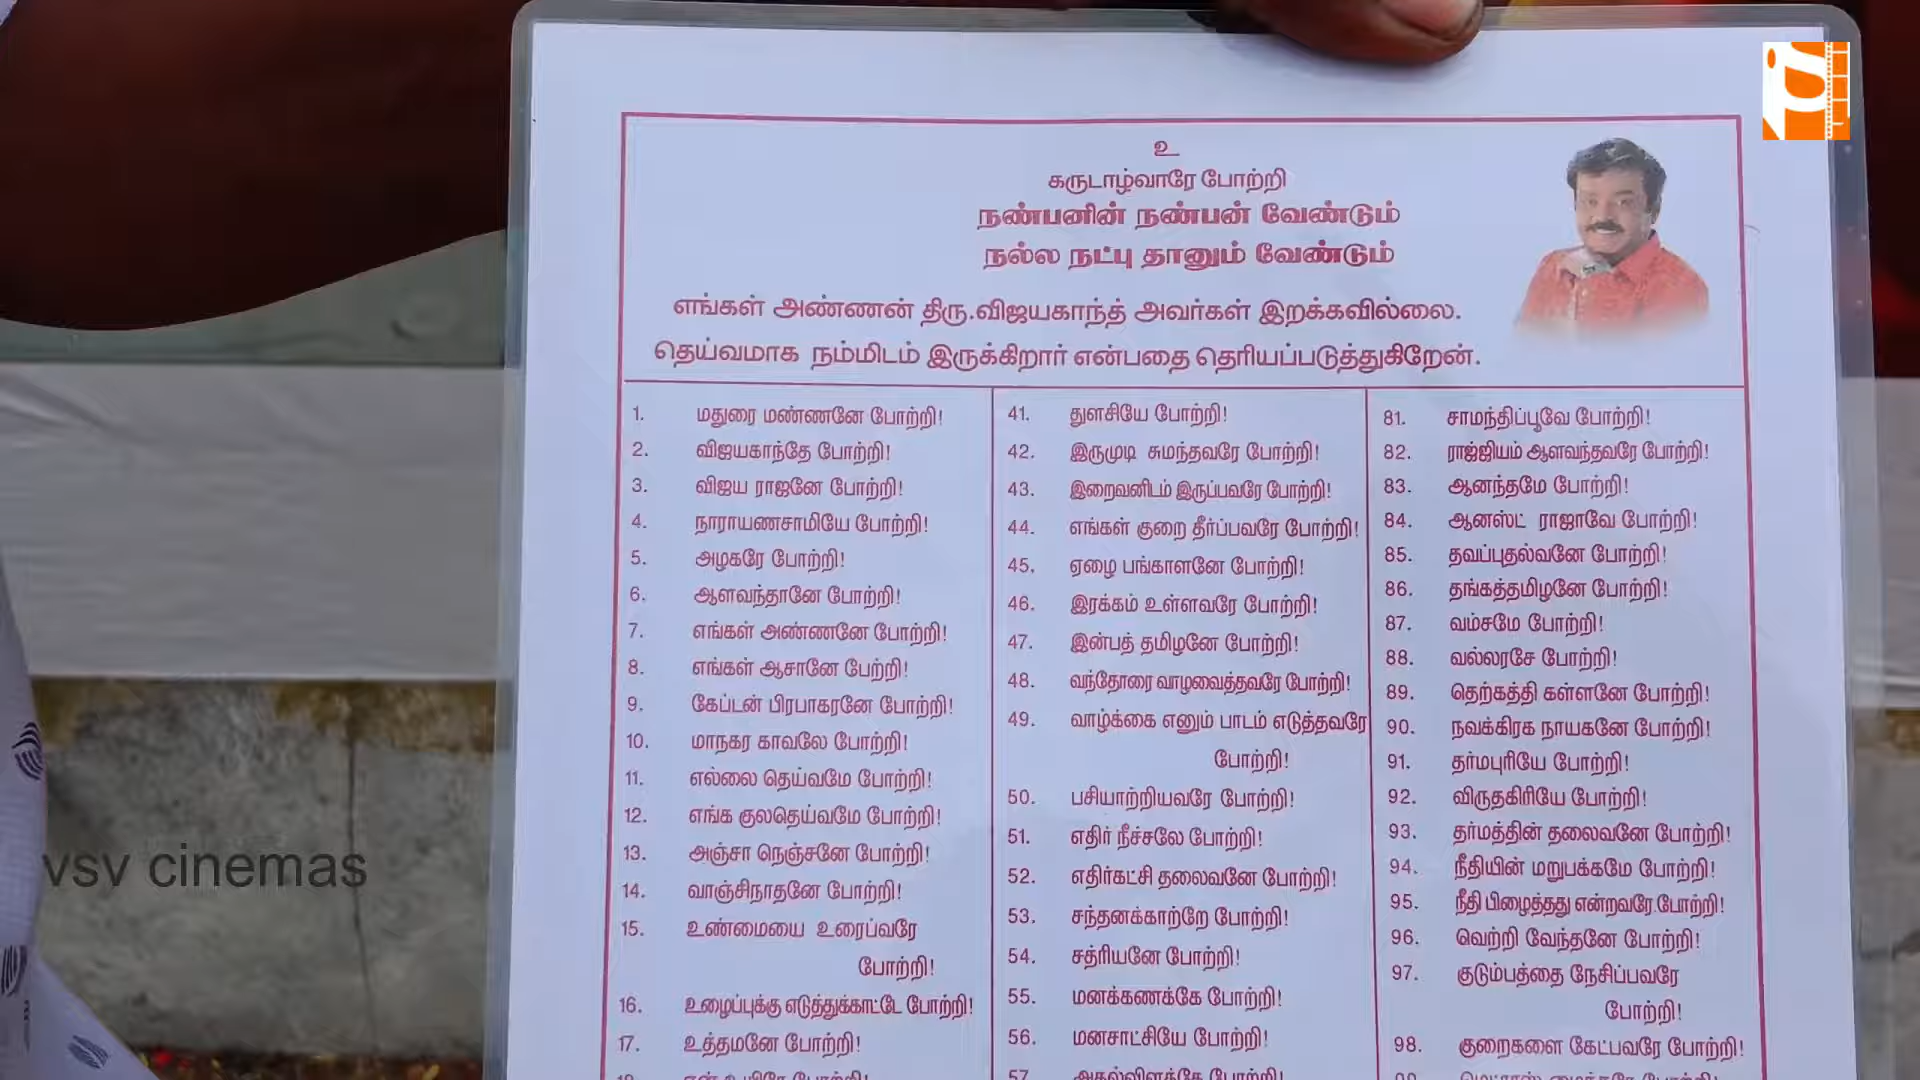 உ
கருடாழ்வாரே போற்றி
நண்பனின் நண்பன் வேண்டும்
நல்ல நட்பு தானும் வேண்டும்
எங்கள் அண்ணன் திரு.விஜயகாந்த் அவர்கள் இறக்கவில்லை.
தெய்வமாக நம்மிடம் இருக்கிறார் என்பதை தெரியப்படுத்துகிறேன்.
1. மதுரை மண்ணனே போற்றி!
2. விஜயகாந்தே போற்றி!
3. விஜய ராஜனே போற்றி!
4. நாராயணசாமியே போற்றி!
5. அழகரே போற்றி!
6. ஆளவந்தானே போற்றி!
7. எங்கள் அண்ணனே போற்றி!
8. எங்கள் ஆசானே பேற்றி!
9. கேப்டன் பிரபாகரனே போற்றி!
10. மாநகர காவலே போற்றி!
11. எல்லை தெய்வமே போற்றி!
12. எங்க குலதெய்வமே போற்றி!
13. அஞ்சா நெஞ்சனே போற்றி!
14. வாஞ்சிநாதனே போற்றி!
15. உண்மையை உரைப்வரே
போற்றி!
16. உழைப்புக்கு எடுத்துக்காட்டே போற்றி!
17. உத்தமனே போற்றி!
41. துளசியே போற்றி!
42. இருமுடி சுமந்தவரே போற்றி!
43. இறைவனிடம் இருப்பவரே போற்றி!
44. எங்கள் குறை தீர்ப்பவரே போற்றி!
45. ஏழை பங்காளனே போற்றி!
46. இரக்கம் உள்ளவரே போற்றி!
47. இன்பத் தமிழனே போற்றி!
48. வந்தோரை வாழவைத்தவரே போற்றி!
49. வாழ்க்கை எனும் பாடம் எடுத்தவரே
போற்றி!
50. பசியாற்றியவரே போற்றி!
51. எதிர் நீச்சலே போற்றி!
52. எதிர்கட்சி தலைவனே போற்றி!
53. சந்தனக்காற்றே போற்றி!
54. சத்ரியனே போற்றி!
55. மனக்கணக்கே போற்றி!
56. மனசாட்சியே போற்றி!
57. அகல்விளக்கே போற்றி!
81. சாமந்திப்பூவே போற்றி!
82. ராஜ்ஜியம் ஆளவந்தவரே போற்றி!
83. ஆனந்தமே போற்றி!
84. ஆனஸ்ட் ராஜாவே போற்றி!
85. தவப்புதல்வனே போற்றி!
86. தங்கத்தமிழனே போற்றி!
87. வம்சமே போற்றி!
88. வல்லரசே போற்றி!
89. தெற்கத்தி கள்ளனே போற்றி!
90. நவக்கிரக நாயகனே போற்றி!
91. தர்மபுரியே போற்றி!
92. விருதகிரியே போற்றி!
93. தர்மத்தின் தலைவனே போற்றி!
94. நீதியின் மறுபக்கமே போற்றி!
95. நீதி பிழைத்தது என்றவரே.போற்றி!
96. வெற்றி வேந்தனே போற்றி!
97. குடும்பத்தை நேசிப்பவரே
போற்றி!
98. குறைகளை கேட்பவரே போற்றி!
vsv cinemas